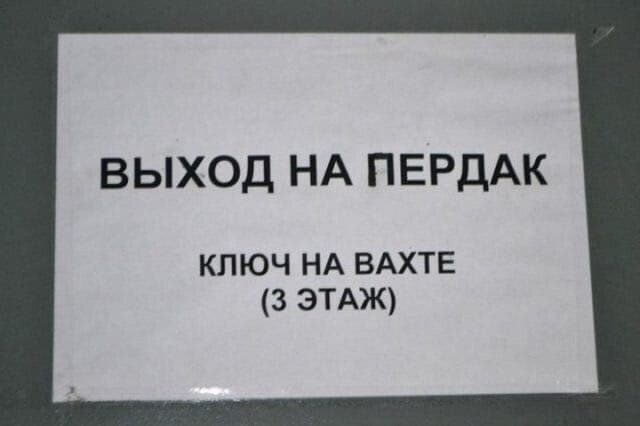 ВЫХОД НА ПЕРДАК
КЛЮЧ НА ВАХТЕ
(3 ЭТАЖ)